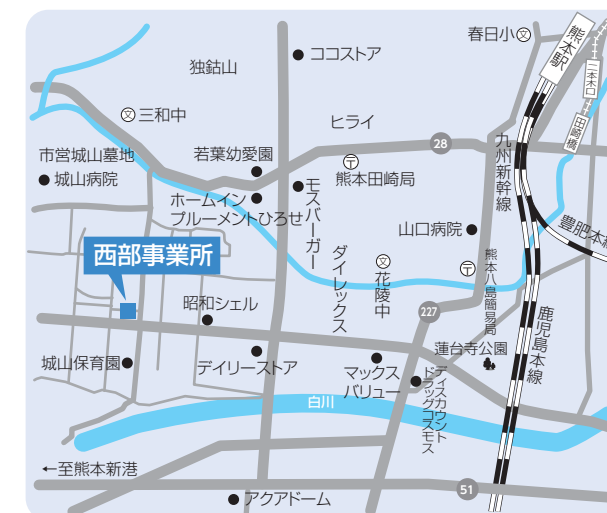 春日小
文
熊本駅
二本木口
田崎橋
ココストア
独鈷山
文
三和中
ヒライ
28
九州新幹線
市営城山墓地
城山病院
若葉幼愛園
〒
熊本田崎局
ホームイン
ブルーメントひろせ
モスバーガー
山口病院
豊肥本線
西部事業所
ダイレックス
文
花陵中
〒
熊本八島簡易局
昭和シェル
227
鹿児島本線
蓮台寺公園
城山保育園
デイリーストア
マックス
バリュー
ディスカウント
ドラッグコスモス
白川
←至熊本新港
51
アクアドーム